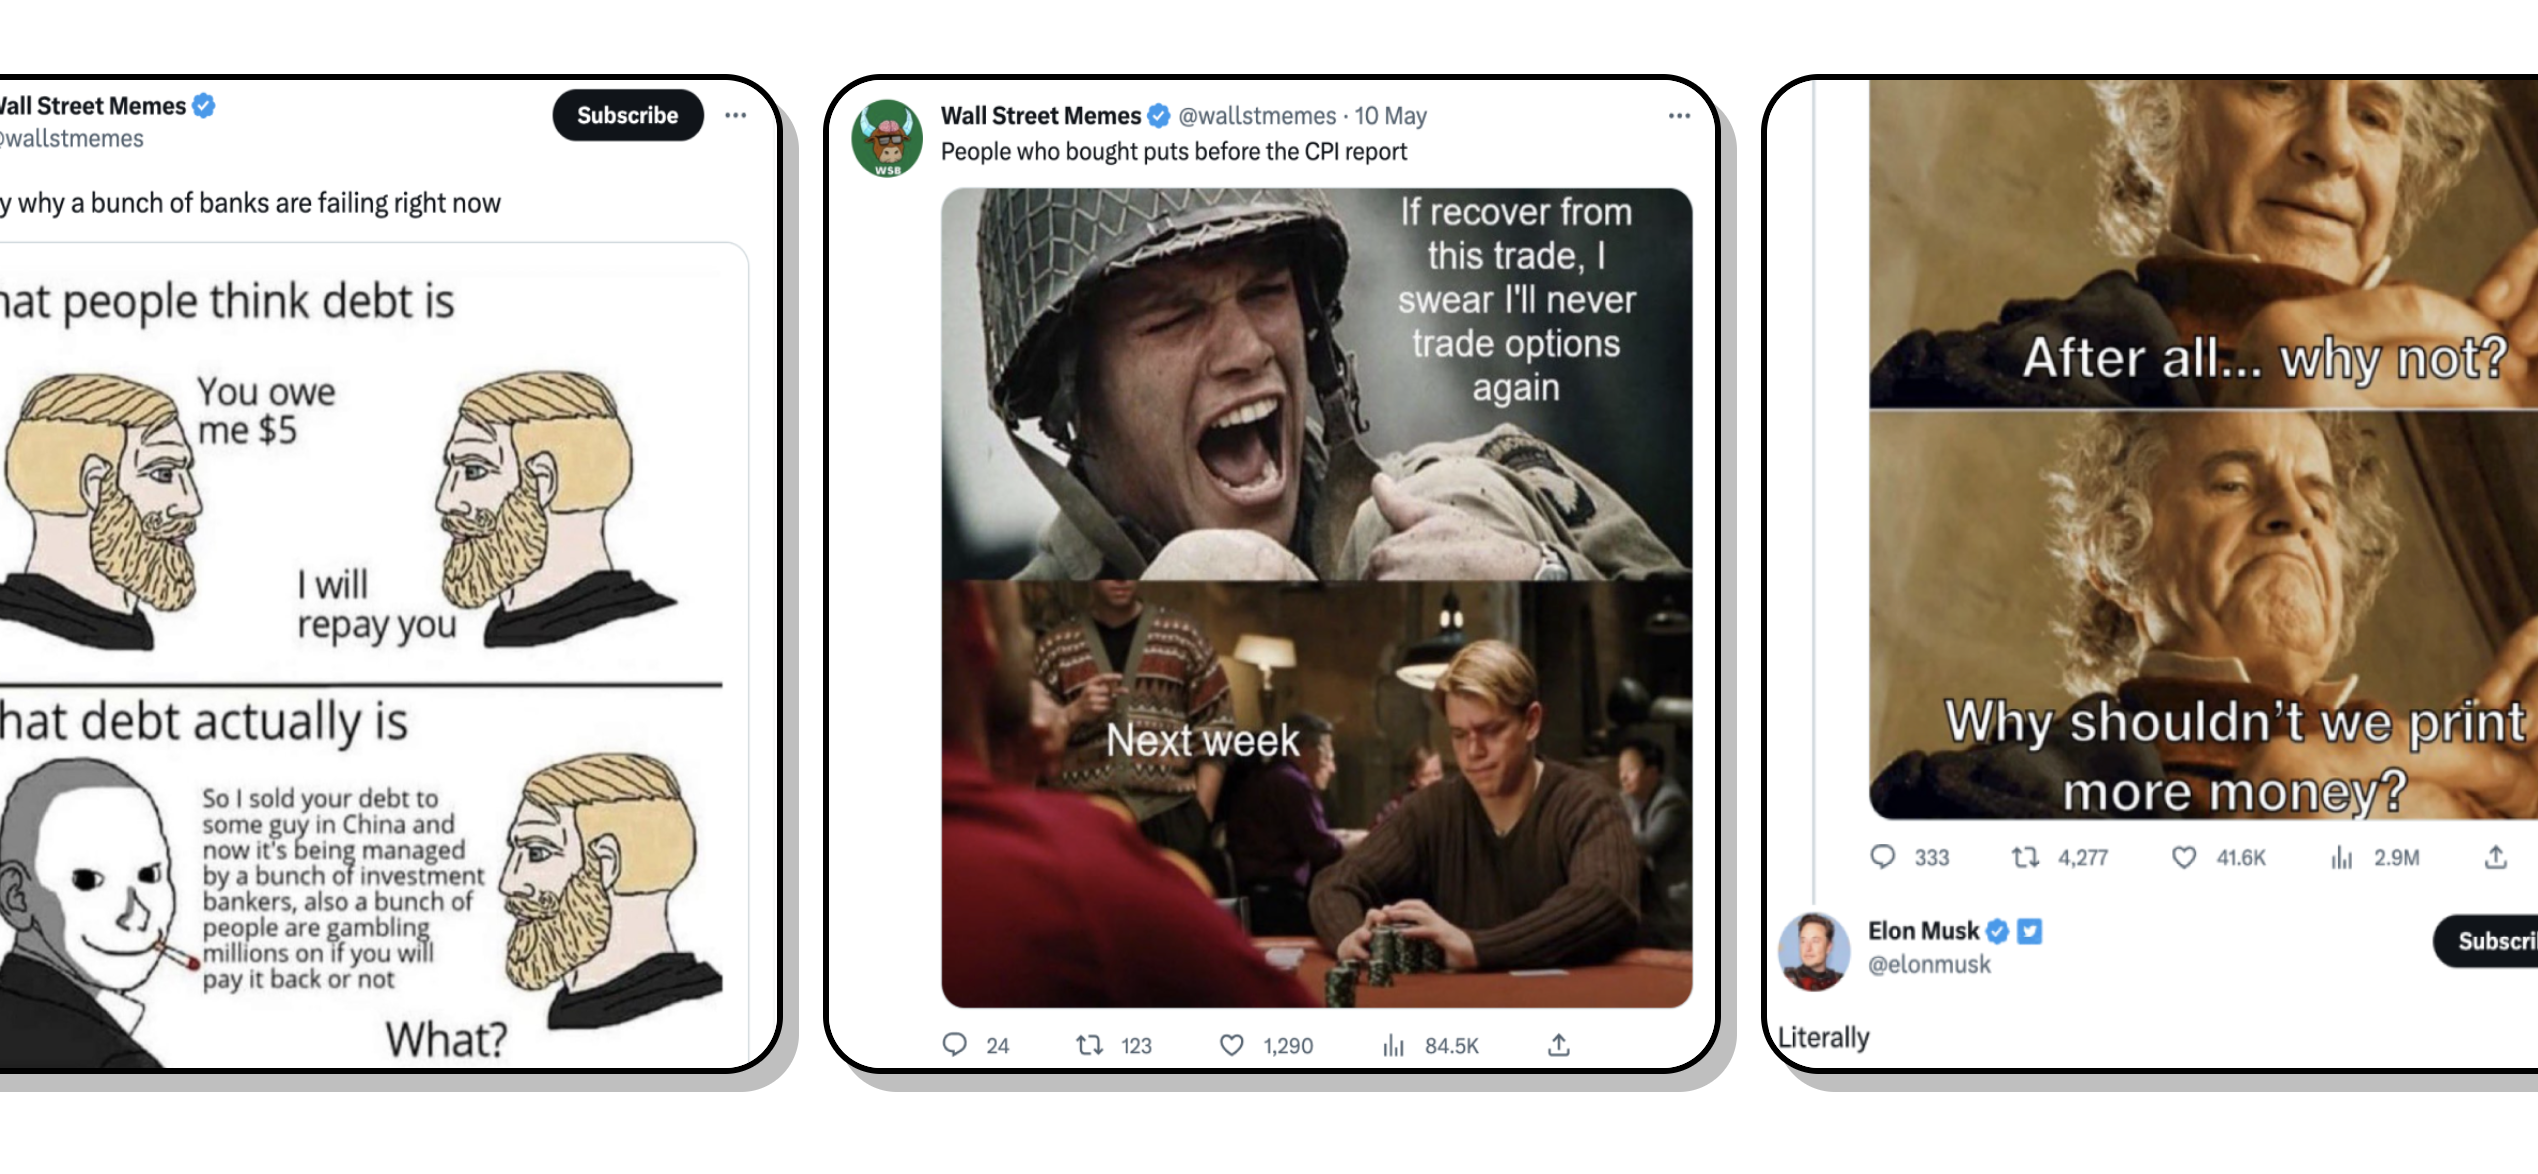 Wall Street Memes
@wallstmemes
Subscribe
y why a bunch of banks are failing right now
hat people think debt is
You owe
me $5
I will
repay you
hat debt actually is
So I sold your debt to
some guy in China and
now it's being managed
by a bunch of investment
bankers, also a bunch of
people are gambling
millions on if you will
pay it back or not
What?
Wall Street Memes @wallstmemes · 10 May
People who bought puts before the CPI report
WSB
If recover from
this trade, I
swear I'll never
trade options
again
Next week
24 123 1,290 84.5K
After all... why not?
Why shouldn't we print
more money?
333 4,277 41.6K 2.9M
Elon Musk
@elonmusk
Subscri
Literally